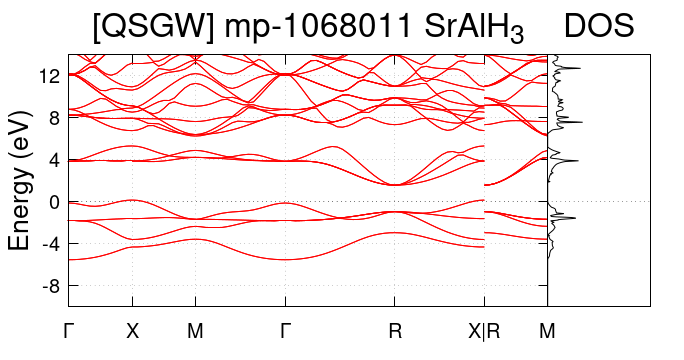 [QSGW] mp-1068011 SrAlH₃ DOS
Energy (eV)
12
8
4
0
-4
-8
Γ X M Γ R X|R M